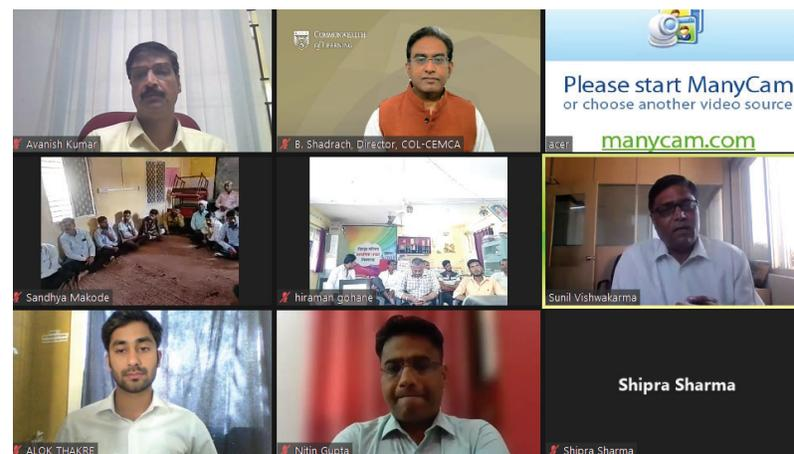 COMMONWEALTH
of LEARNING
Please start ManyCam
or choose another video source
manycam.com
Avanish Kumar
B. Shadrach, Director, COL-CEMCA
acer
Sandhya Makode
hiraman gohane
Sunil Vishwakarma
Shipra Sharma
ALOK THAKRE
Nitin Gupta
Shipra Sharma